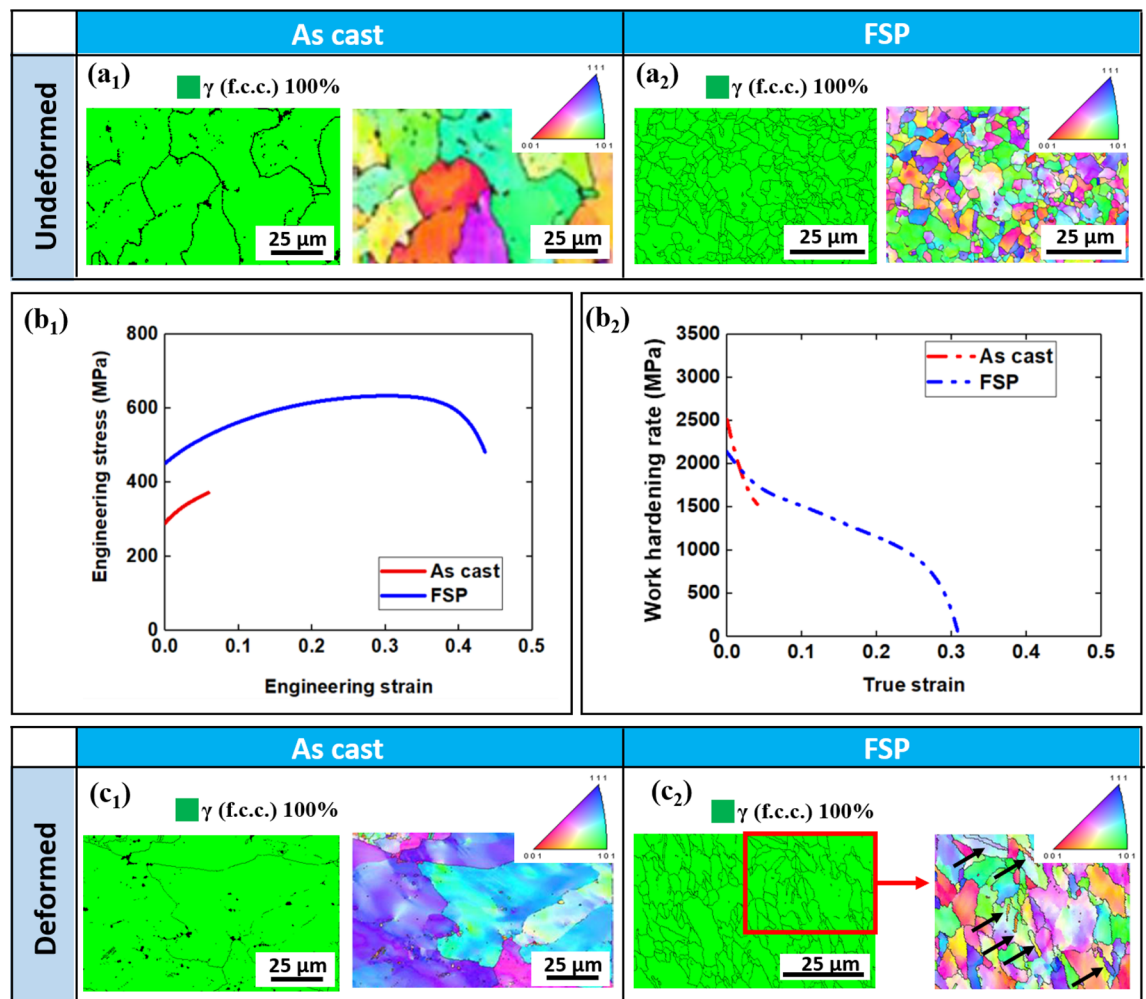 As cast
FSP
Undeformed
(a1)
γ (f.c.c.) 100%
111
001
101
25 μm
25 μm
(a2)
γ (f.c.c.) 100%
111
001
101
25 μm
25 μm
(b1)
800
600
400
200
0
0.0
0.1
0.2
0.3
0.4
0.5
Engineering stress (MPa)
Engineering strain
As cast
FSP
(b2)
3500
3000
2500
2000
1500
1000
500
0
0.0
0.1
0.2
0.3
0.4
0.5
Work hardening rate (MPa)
True strain
As cast
FSP
As cast
FSP
Deformed
(c1)
γ (f.c.c.) 100%
111
001
101
25 μm
25 μm
(c2)
γ (f.c.c.) 100%
111
001
101
25 μm